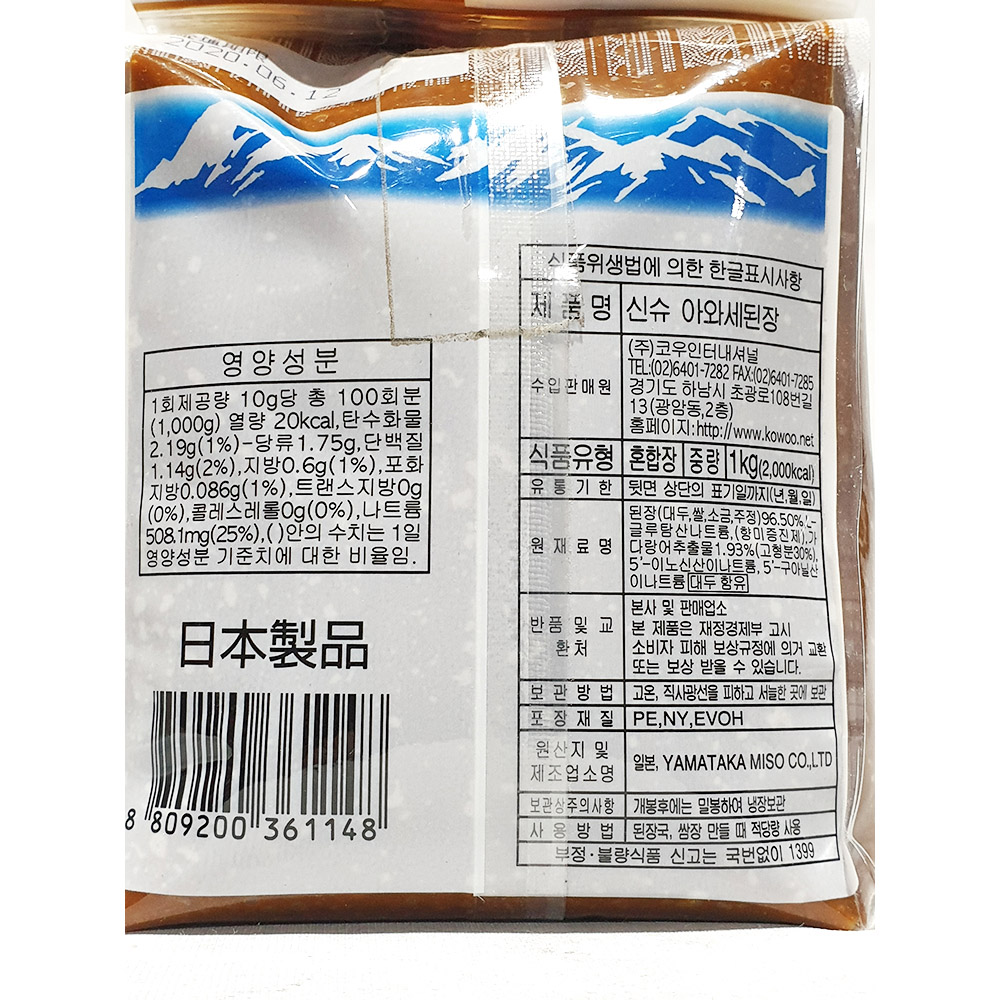 2020.06.12
영양성분
1회제공량 10g당 총 100회분
(1,000g) 열량 20kcal,탄수화물
2.19g(1%)-당류1.75g,단백질
1.14g(2%),지방0.6g(1%),포화
지방0.086g(1%),트랜스지방0g
(0%),콜레스레롤0g(0%),나트륨
508.1mg(25%),()안의 수치는 1일
영양성분 기준치에 대한 비율임.
日本製品
8 809200 361148
식품위생법에 의한 한글표시사항
제품명 신슈 아와세된장
수입판매원 (주)코우인터내셔널
TEL:(02)6401-7282 FAX:(02)6401-7285
경기도 하남시 초광로108번길
13(광암동,2층)
홈페이지:http://www.kowoo.net
식품유형 혼합장 중량 1kg(2,000kcal)
유통기한 뒷면 상단의 표기일까지(년,월,일)
원재료명 된장(대두,쌀,소금,주정)96.50%,L-
글루탐산나트륨,(향미증진제),가
다랑어추출물1.93%(고형분30%),
5'-이노신산이나트륨, 5'-구아닐산
이나트륨 대두 함유
반품 및 교환처 본사 및 판매업소
본 제품은 재정경제부 고시
소비자 피해 보상규정에 의거 교환
또는 보상 받을 수 있습니다.
보관방법 고온, 직사광선을 피하고 서늘한 곳에 보관
포장재질 PE,NY,EVOH
원산지 및
제조업소명 일본, YAMATAKA MISO CO.,LTD
보관상주의사항 개봉후에는 밀봉하여 냉장보관
사용방법 된장국, 쌈장 만들 때 적당량 사용
부정·불량식품 신고는 국번없이 1399